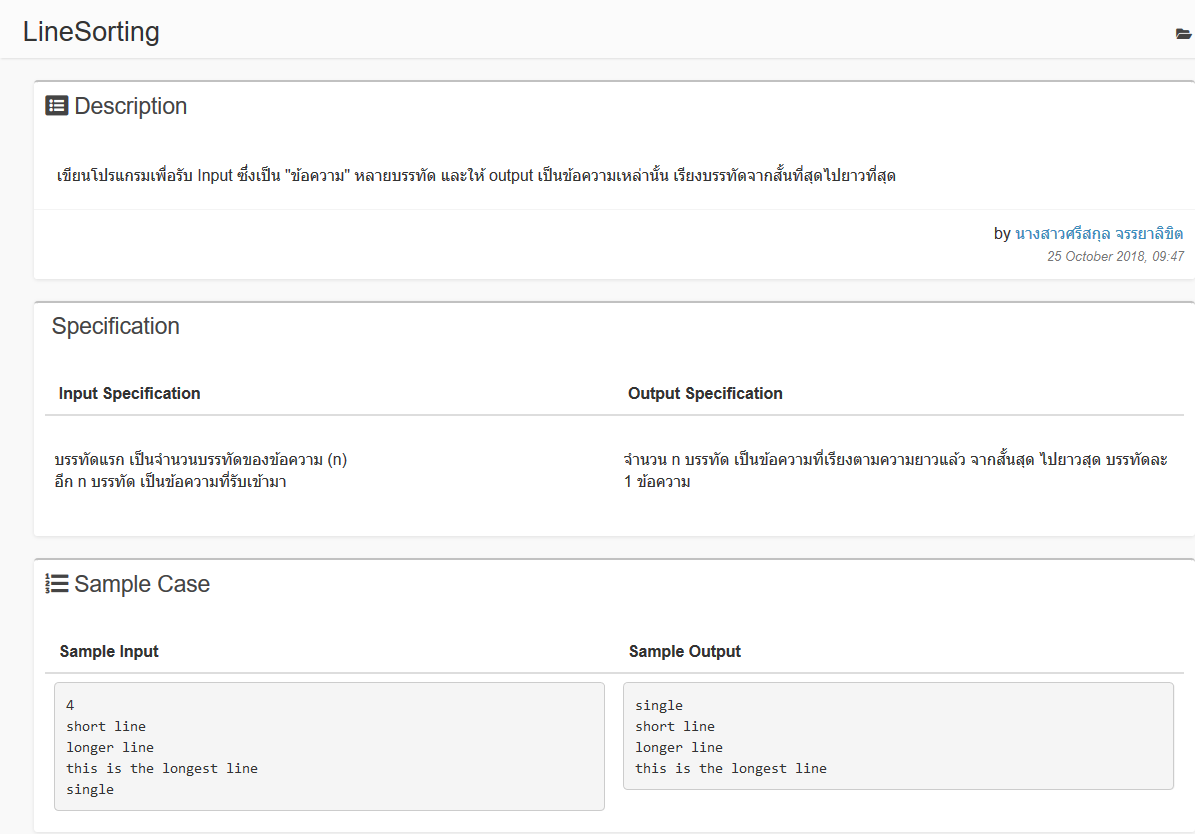 LineSorting
Description
เขียนโปรแกรมเพื่อรับ Input ซึ่งเป็น "ข้อความ" หลายบรรทัด และให้ output เป็นข้อความเหล่านั้น เรียงบรรทัดจากสั้นที่สุดไปยาวที่สุด
by นางสาวศรีสกุล จรรยาลิขิต
25 October 2018, 09:47
Specification
Input Specification
Output Specification
บรรทัดแรก เป็นจำนวนบรรทัดของข้อความ (n)
อีก n บรรทัด เป็นข้อความที่รับเข้ามา
จำนวน n บรรทัด เป็นข้อความที่เรียงตามความยาวแล้ว จากสั้นสุด ไปยาวสุด บรรทัดละ
1 ข้อความ
Sample Case
Sample Input
Sample Output
4
short line
longer line
this is the longest line
single
single
short line
longer line
this is the longest line